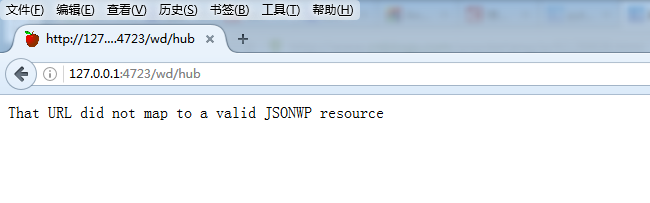 文件(F) 编辑(E) 查看(V) 历史(S) 书签(B) 工具(T) 帮助(H)
http://127....4723/wd/hub
127.0.0.1:4723/wd/hub
That URL did not map to a valid JSONWP resource